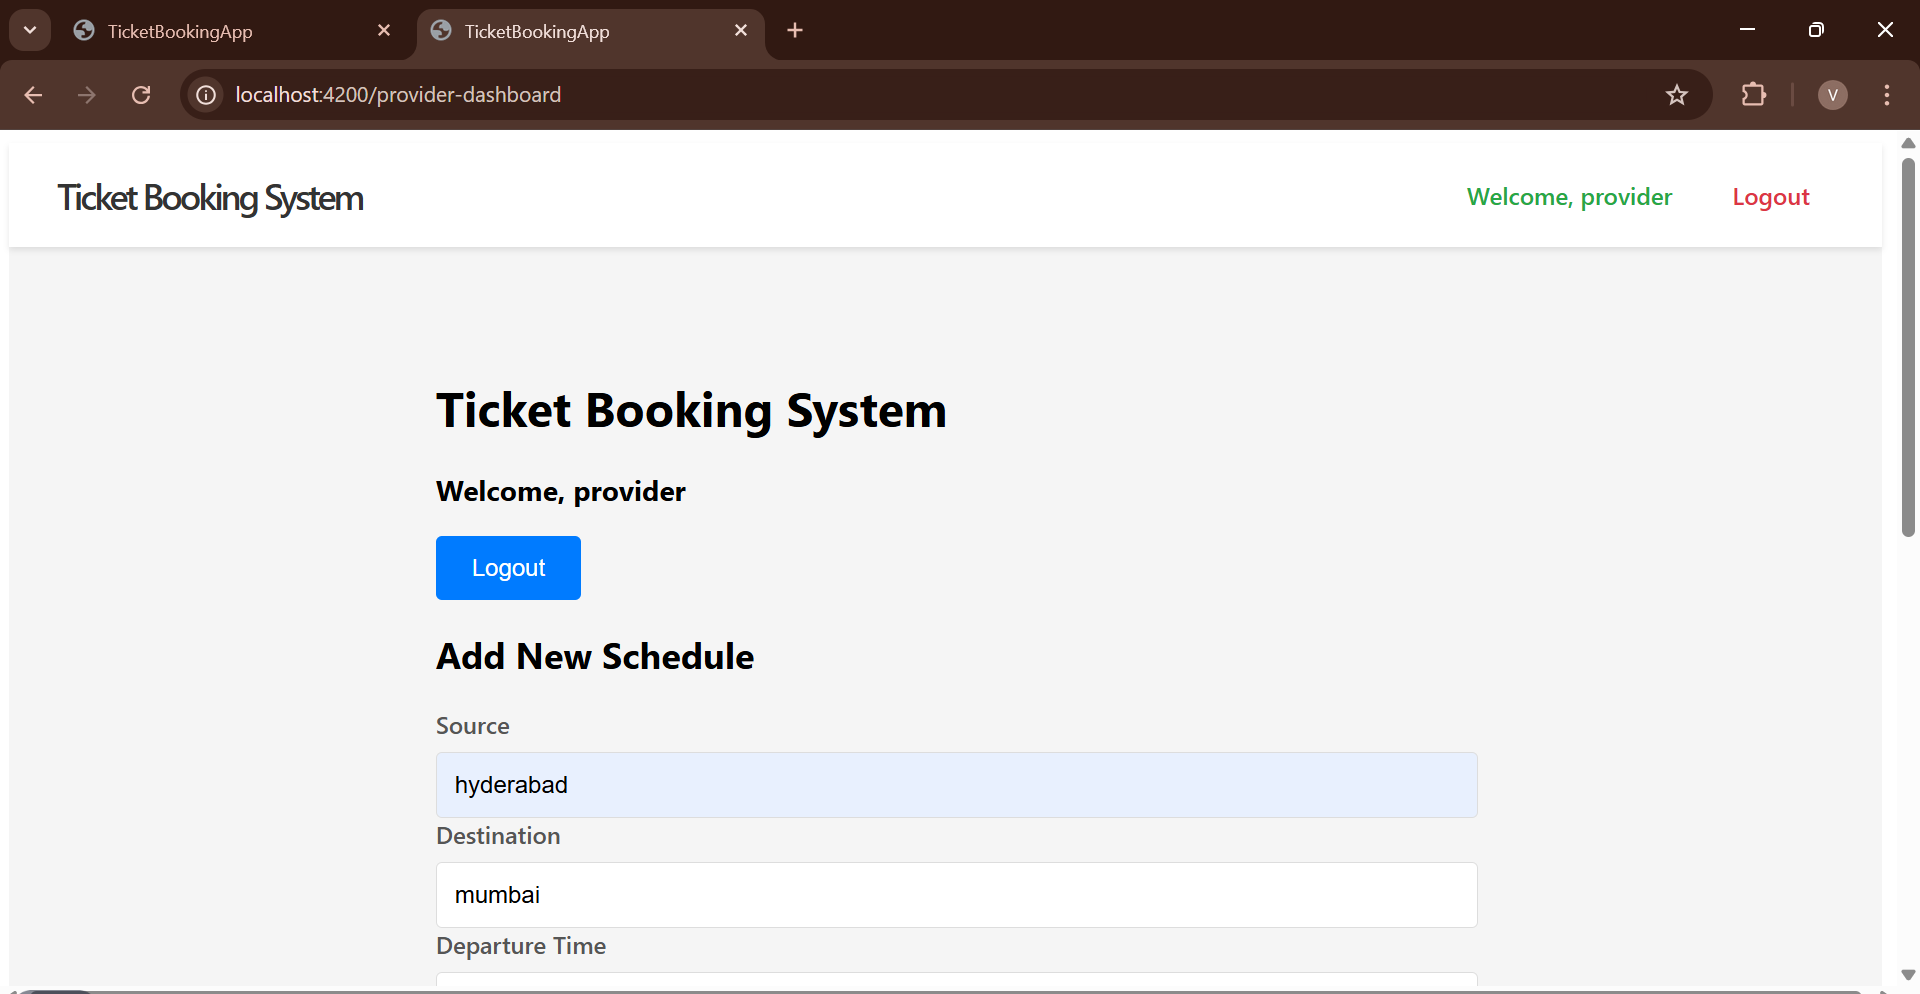 TicketBookingApp
TicketBookingApp
localhost:4200/provider-dashboard
V
Ticket Booking System
Welcome, provider
Logout
Ticket Booking System
Welcome, provider
Logout
Add New Schedule
Source
hyderabad
Destination
mumbai
Departure Time